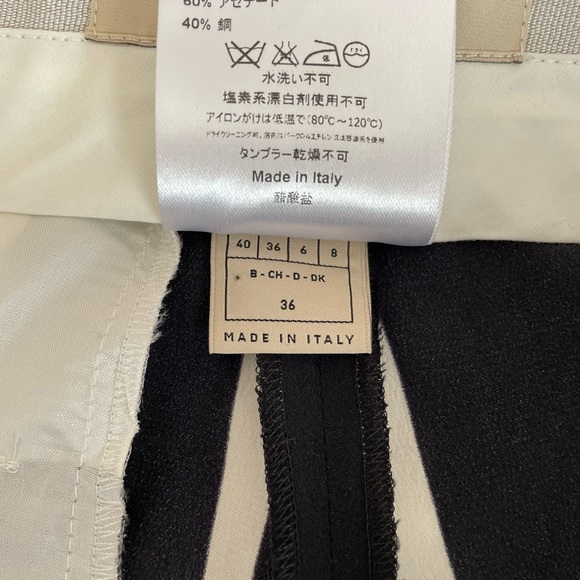 60% アセテート
40% 銅
水洗い不可
塩素系漂白剤使用不可
アイロンがけは低温で(80℃〜120℃)
タンブラー乾燥不可
Made in Italy
醋酸盐
40 36 6 8
B - CH - D - DK
36
MADE IN ITALY